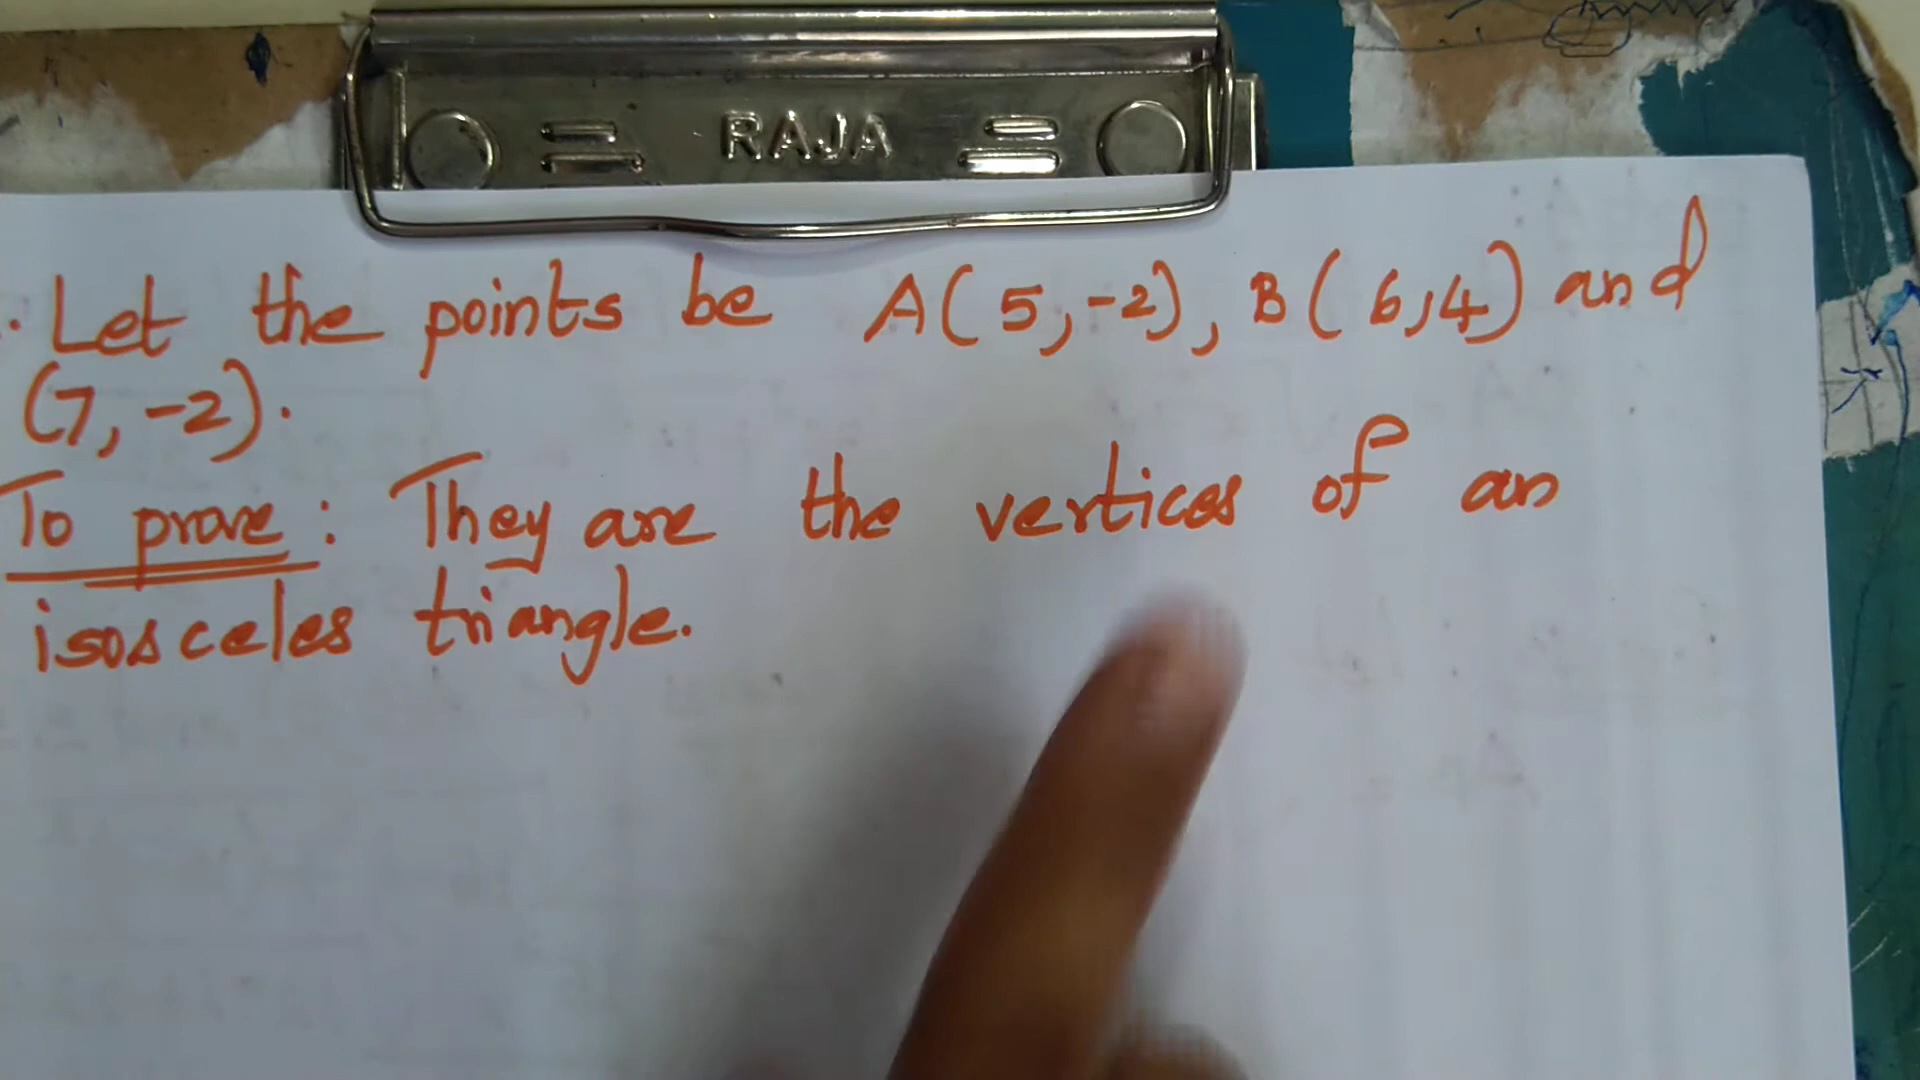 RAJA
. Let the points be A(5,-2), B(6,4) and
(7,-2).
To prove : They are the vertices of an
isosceles triangle.